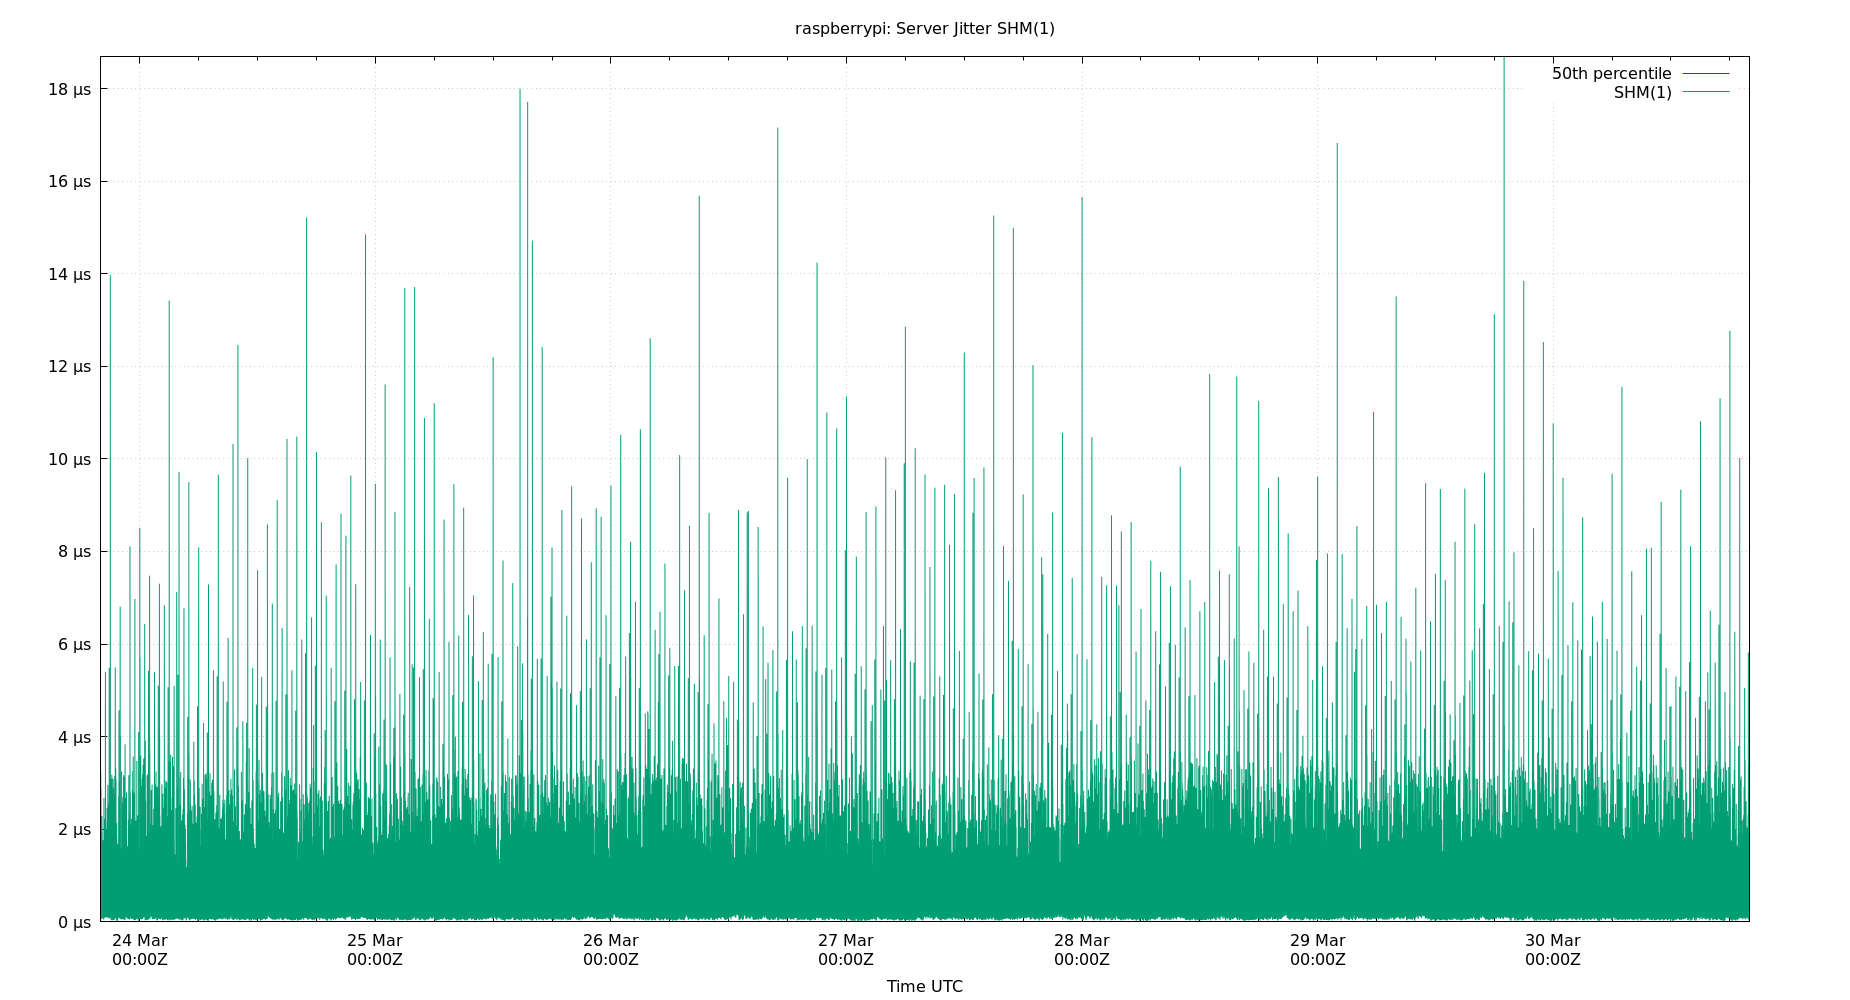 raspberrypi: Server Jitter SHM(1)
50th percentile
SHM(1)
18 µs
16 µs
14 µs
12 µs
10 µs
8 µs
6 µs
4 µs
2 µs
0 µs
24 Mar 25 Mar 26 Mar 27 Mar 28 Mar 29 Mar 30 Mar
00:00Z 00:00Z 00:00Z 00:00Z 00:00Z 00:00Z 00:00Z
Time UTC